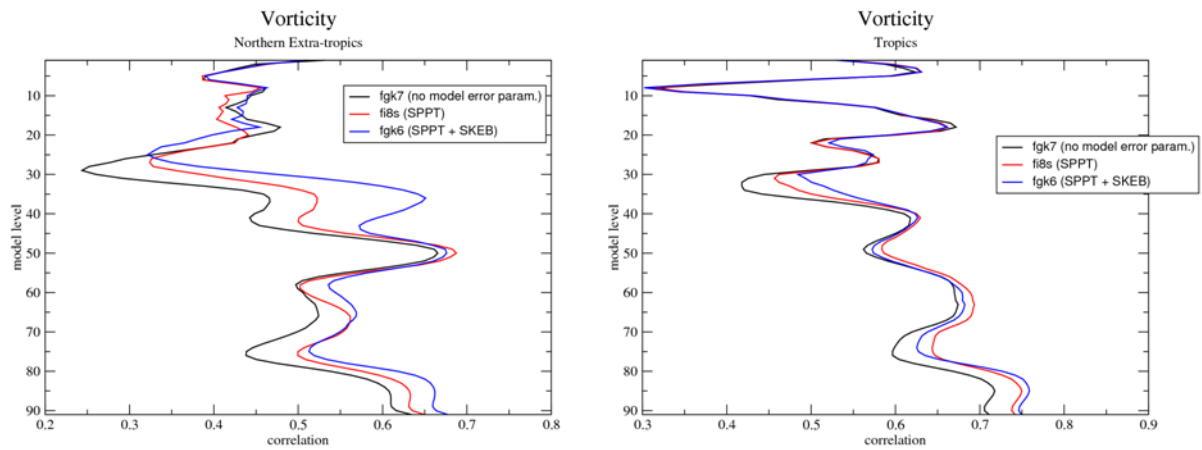 Vorticity
Northern Extra-tropics
fgk7 (no model error param.)
fi8s (SPPT)
fgk6 (SPPT + SKEB)
model level
10
20
30
40
50
60
70
80
90
0.2 0.3 0.4 0.5 0.6 0.7 0.8
correlation
Vorticity
Tropics
fgk7 (no model error param.)
fi8s (SPPT)
fgk6 (SPPT + SKEB)
model level
10
20
30
40
50
60
70
80
90
0.3 0.4 0.5 0.6 0.7 0.8 0.9
correlation